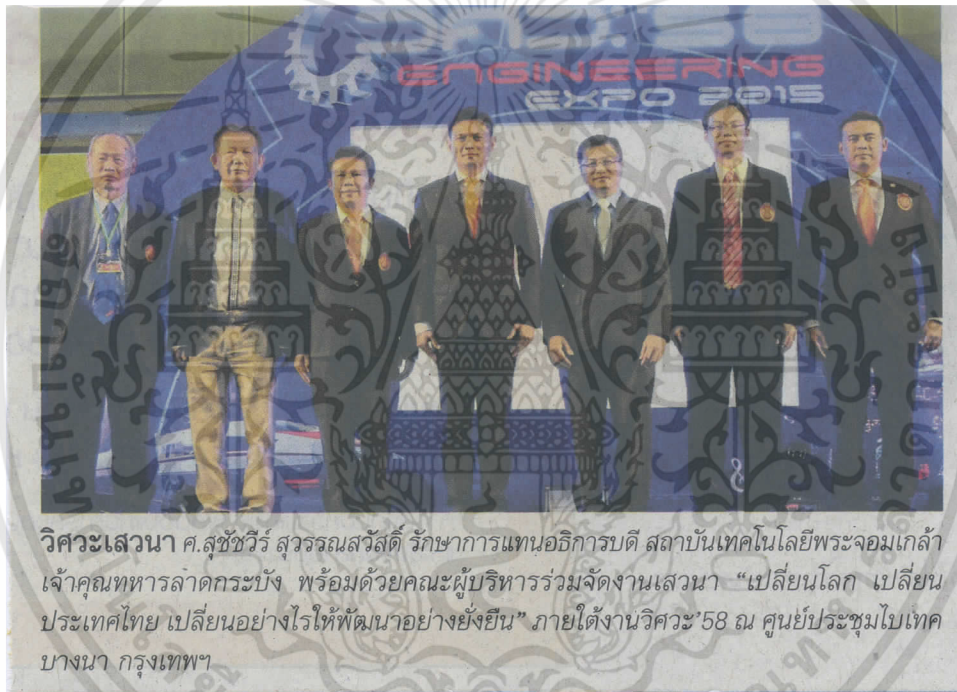 ENGINEERING
EXPO 2015
วิศวะเสวนา ศ.สุชัชวีร์ สุวรรณสวัสดิ์ รักษาการแทนอธิการบดี สถาบันเทคโนโลยีพระจอมเกล้า
เจ้าคุณทหารลาดกระบัง พร้อมด้วยคณะผู้บริหารร่วมจัดงานเสวนา “เปลี่ยนโลก เปลี่ยน
ประเทศไทย เปลี่ยนอย่างไรให้พัฒนาอย่างยั่งยืน” ภายใต้งานวิศวะ’58 ณ ศูนย์ประชุมไบเทค
บางนา กรุงเทพฯ